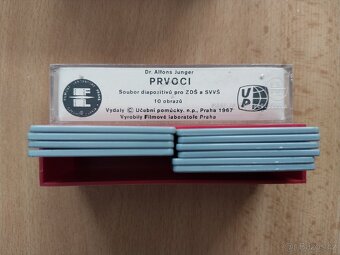 Dr. Alfons Junger
PRVOCI
Soubor diapozitivů pro ZDŠ a SVVŠ
10 obrazů
Vydaly © Učební pomůcky, n.p., Praha 1967
Vyrobily Filmové laboratoře Praha
UP